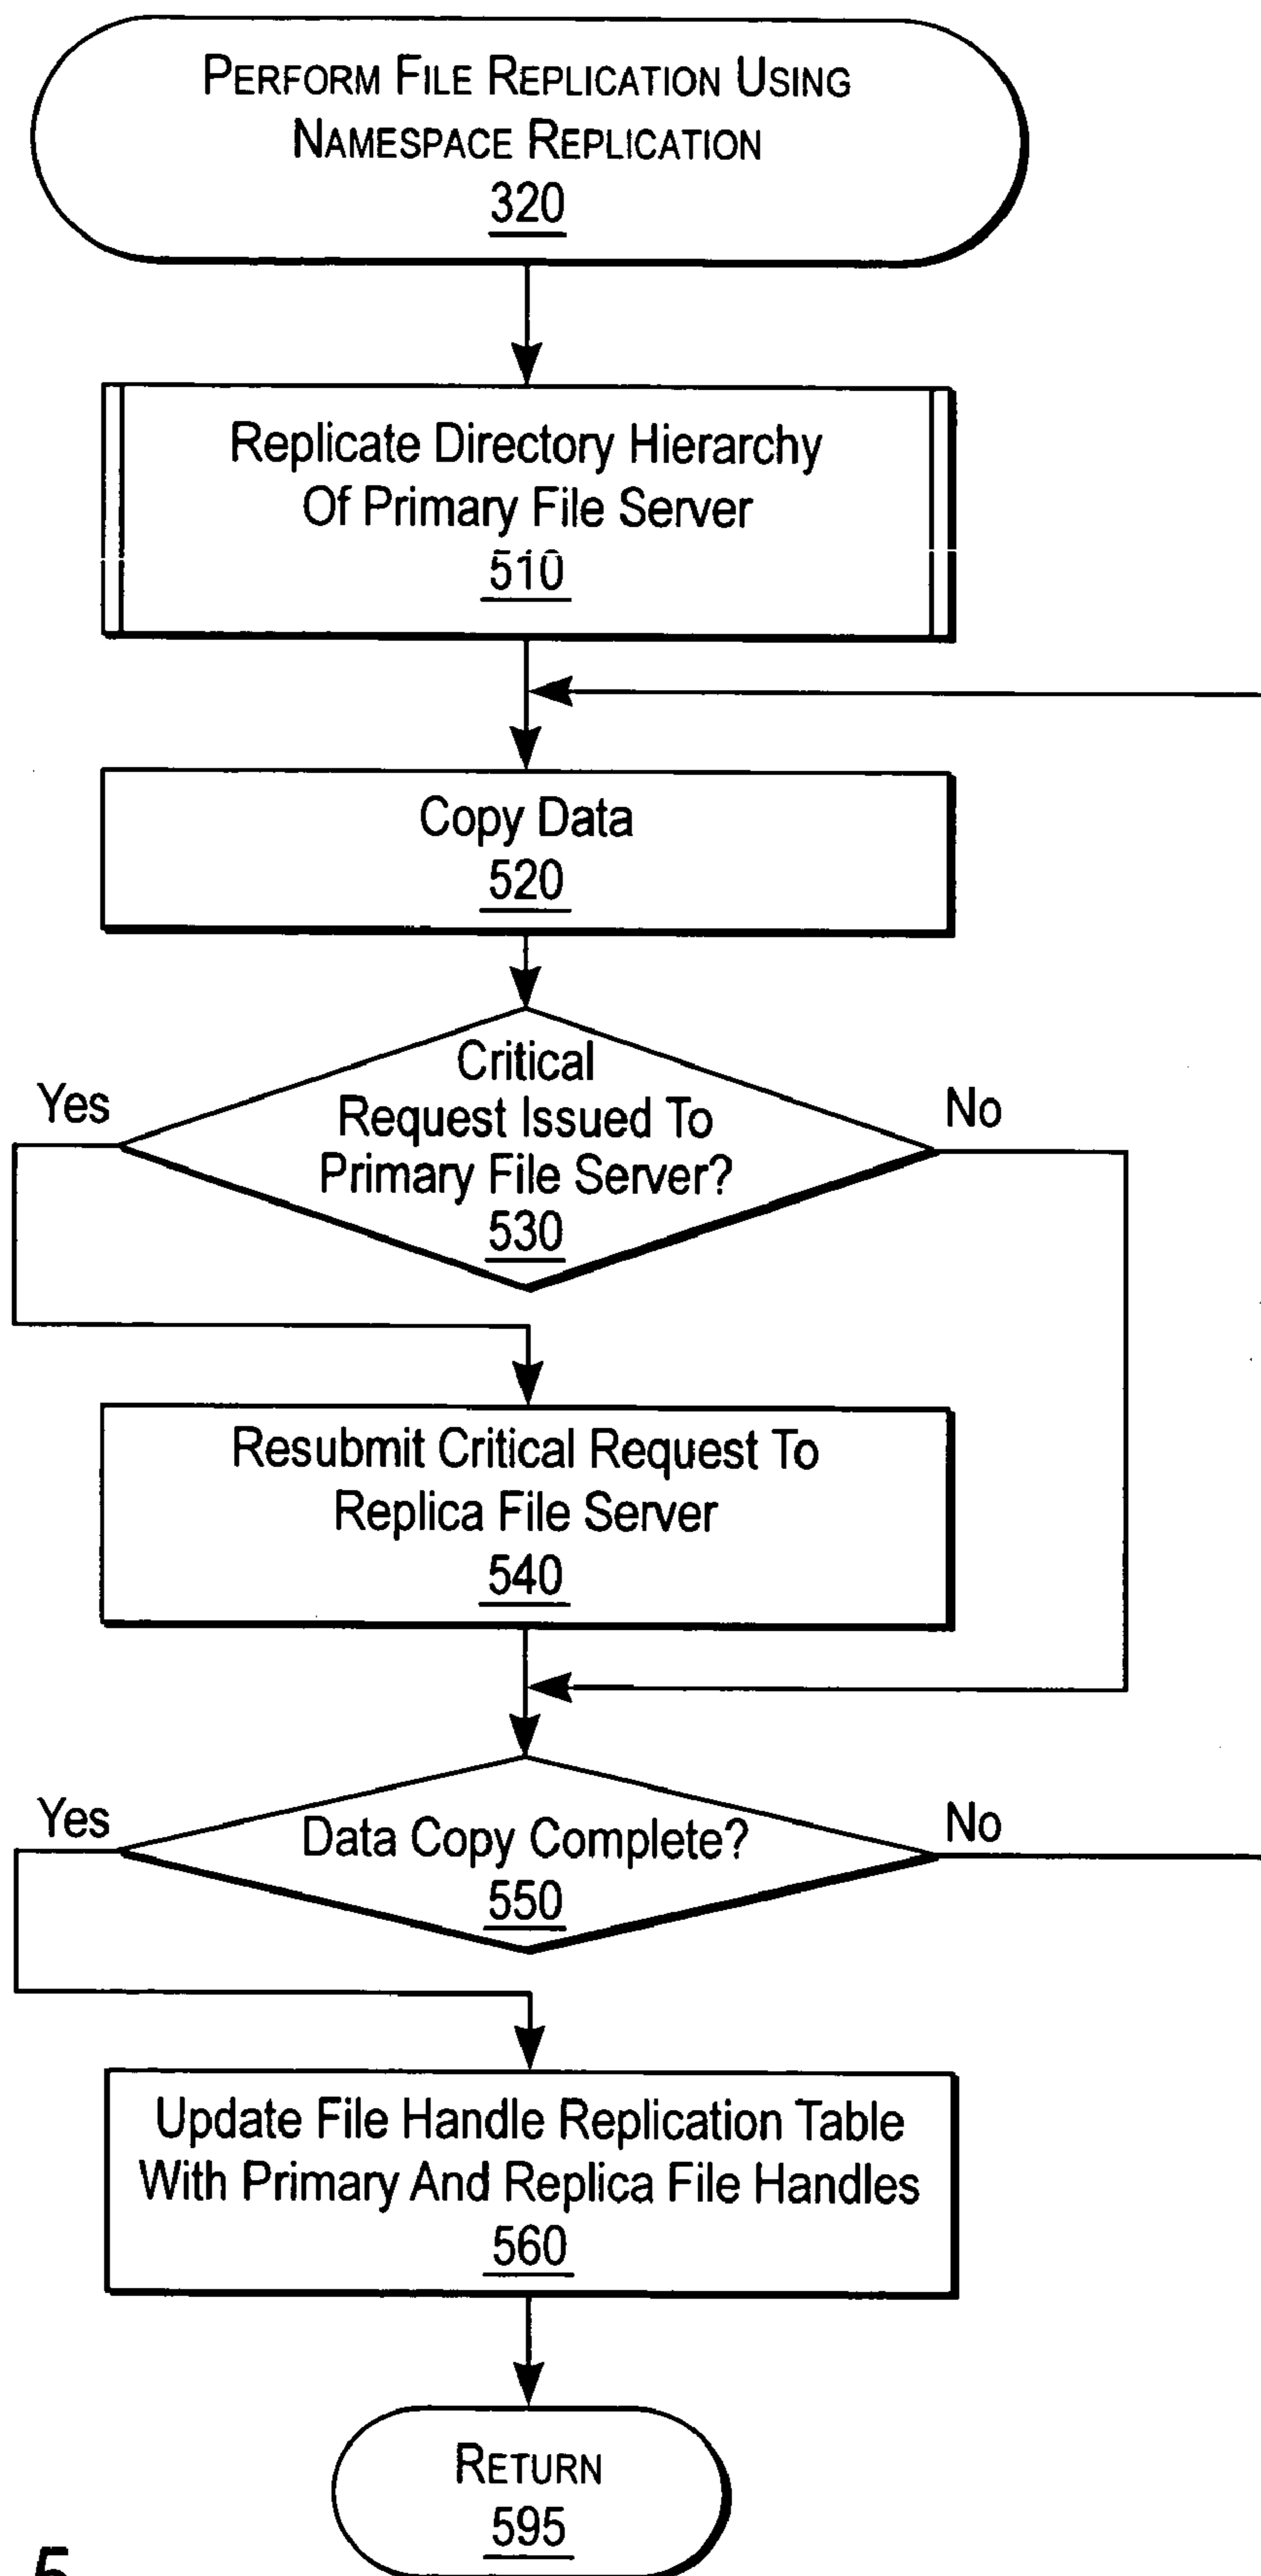 PERFORM FILE REPLICATION USING
NAMESPACE REPLICATION
320
Replicate Directory Hierarchy
Of Primary File Server
510
Copy Data
520
Critical
Request Issued To
Primary File Server?
530
Yes
No
Resubmit Critical Request To
Replica File Server
540
Yes
No
Data Copy Complete?
550
Update File Handle Replication Table
With Primary And Replica File Handles
560
RETURN
595
5